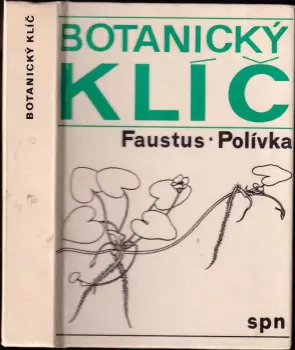 BOTANICKÝ KLÍČ
BOTANICKÝ
KLÍČ
Faustus · Polívka
spn